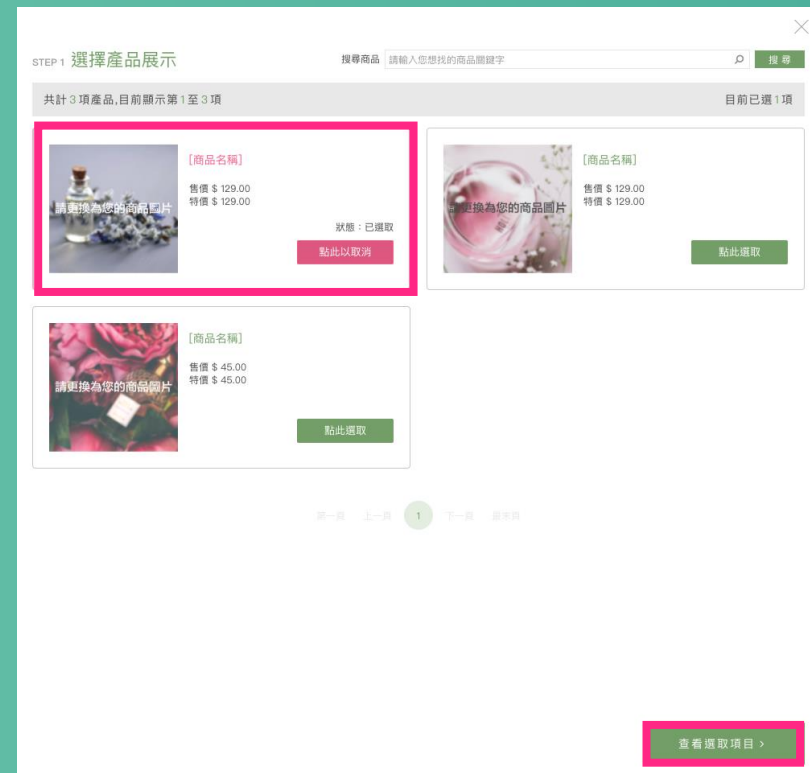 STEP 1 選擇產品展示
搜尋商品 請輸入您想找的商品關鍵字 搜尋
共計3項產品,目前顯示第1至3項 目前已選1項
請更換為您的商品圖片
[商品名稱]
售價 $ 129.00
特價 $ 129.00
狀態：已選取
點此以取消
請更換為您的商品圖片
[商品名稱]
售價 $ 129.00
特價 $ 129.00
點此選取
請更換為您的商品圖片
[商品名稱]
售價 $ 45.00
特價 $ 45.00
點此選取
第一頁 上一頁 1 下一頁 最末頁
查看選取項目 >